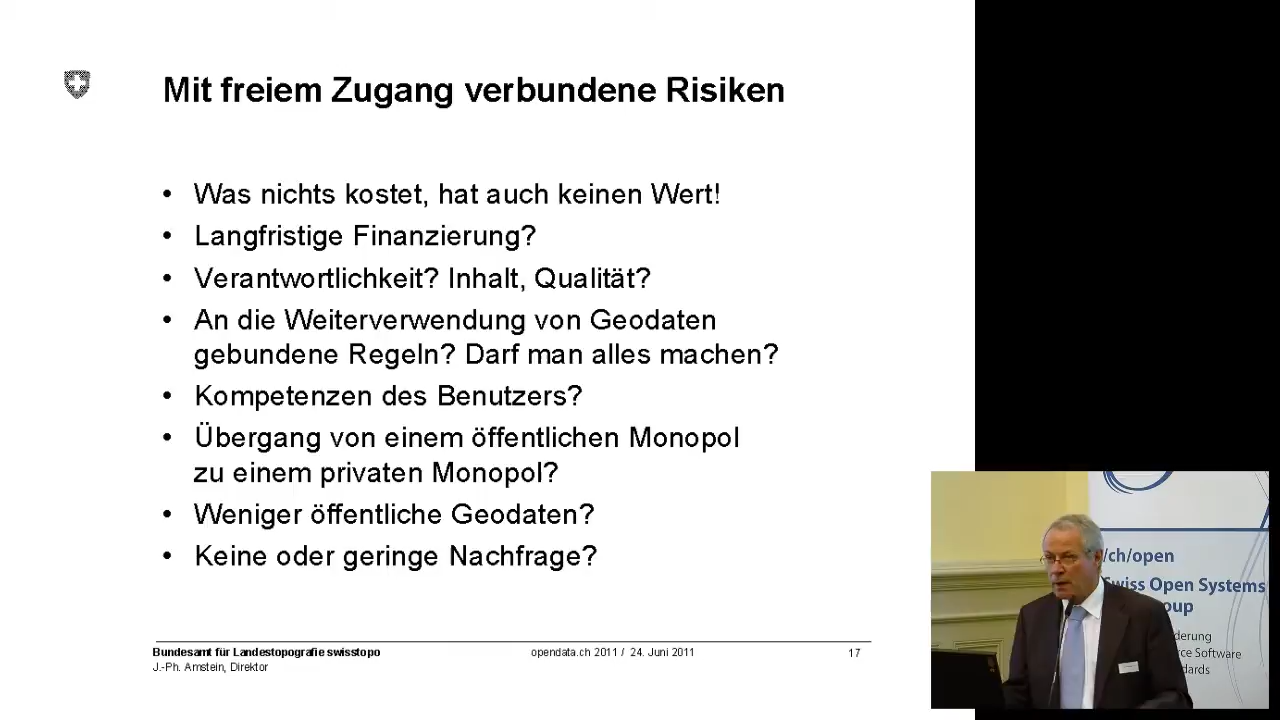 Mit freiem Zugang verbundene Risiken
• Was nichts kostet, hat auch keinen Wert!
• Langfristige Finanzierung?
• Verantwortlichkeit? Inhalt, Qualität?
• An die Weiterverwendung von Geodaten
gebundene Regeln? Darf man alles machen?
• Kompetenzen des Benutzers?
• Übergang von einem öffentlichen Monopol
zu einem privaten Monopol?
• Weniger öffentliche Geodaten?
• Keine oder geringe Nachfrage?
Bundesamt für Landestopografie swisstopo
J.-Ph. Amstein, Direktor
opendata.ch 2011 / 24. Juni 2011
17
/ch/open
Swiss Open Systems
oup
derung
rce Software
dards